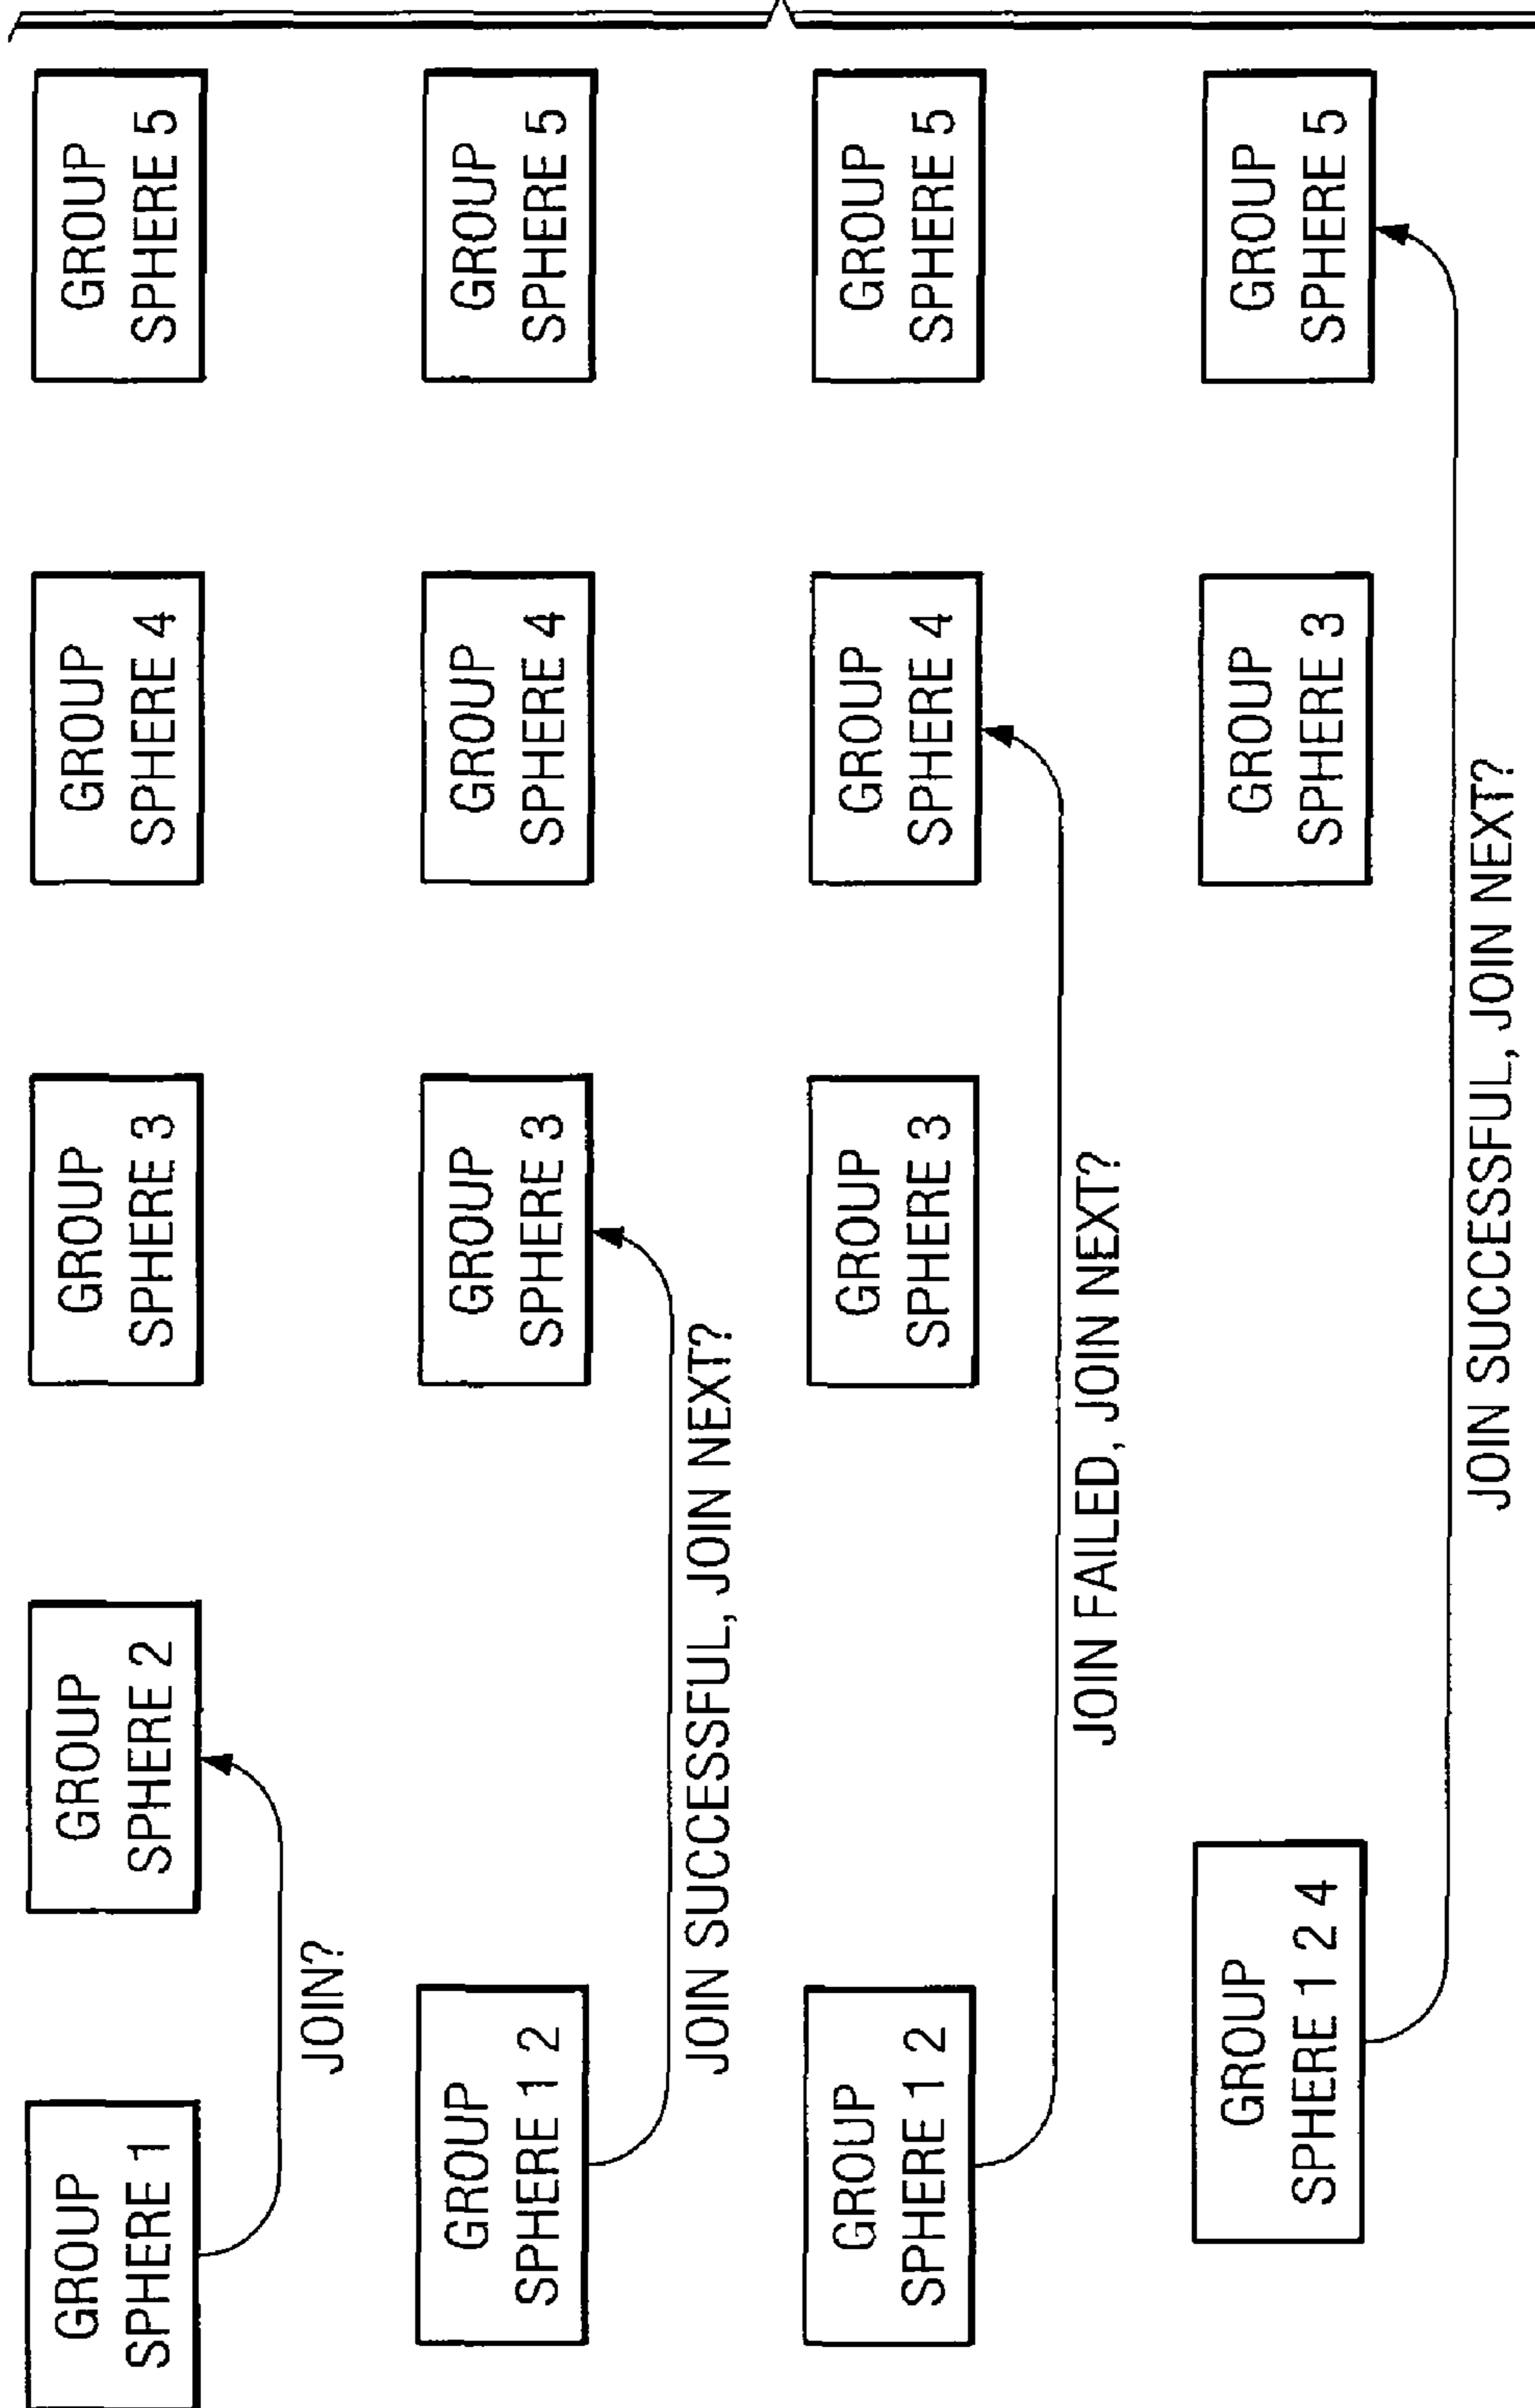 GROUP
SPHERE 1
GROUP
SPHERE 2
GROUP
SPHERE 3
GROUP
SPHERE 4
GROUP
SPHERE 5
JOIN?
GROUP
SPHERE 1 2
GROUP
SPHERE 3
GROUP
SPHERE 4
GROUP
SPHERE 5
JOIN SUCCESSFUL, JOIN NEXT?
GROUP
SPHERE 1 2
GROUP
SPHERE 3
GROUP
SPHERE 4
GROUP
SPHERE 5
JOIN FAILED, JOIN NEXT?
GROUP
SPHERE 1 2 4
GROUP
SPHERE 3
GROUP
SPHERE 5
JOIN SUCCESSFUL, JOIN NEXT?